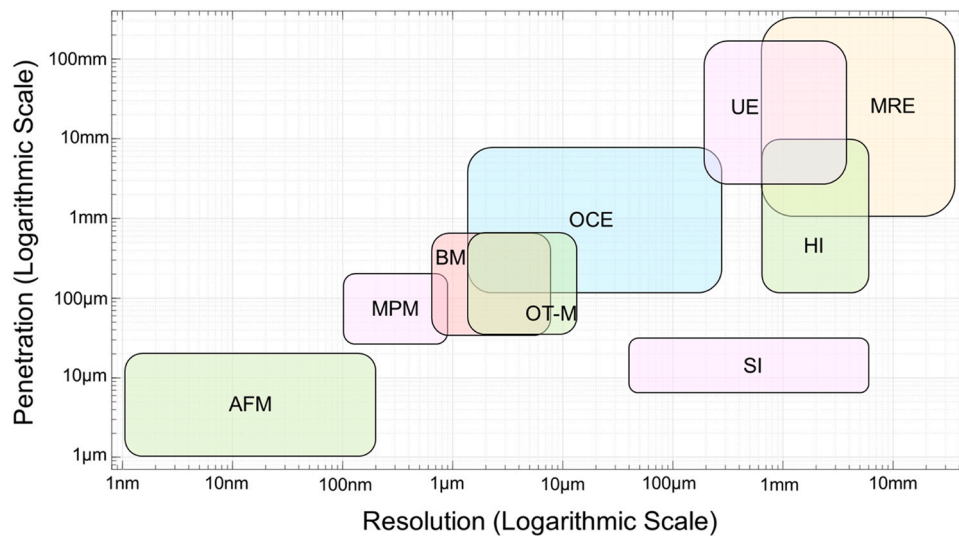 Penetration (Logarithmic Scale)
100mm
10mm
1mm
100µm
10µm
1µm
UE
MRE
OCE
HI
BM
MPM
OT-M
SI
AFM
1nm
10nm
100nm
1µm
10µm
100µm
1mm
10mm
Resolution (Logarithmic Scale)